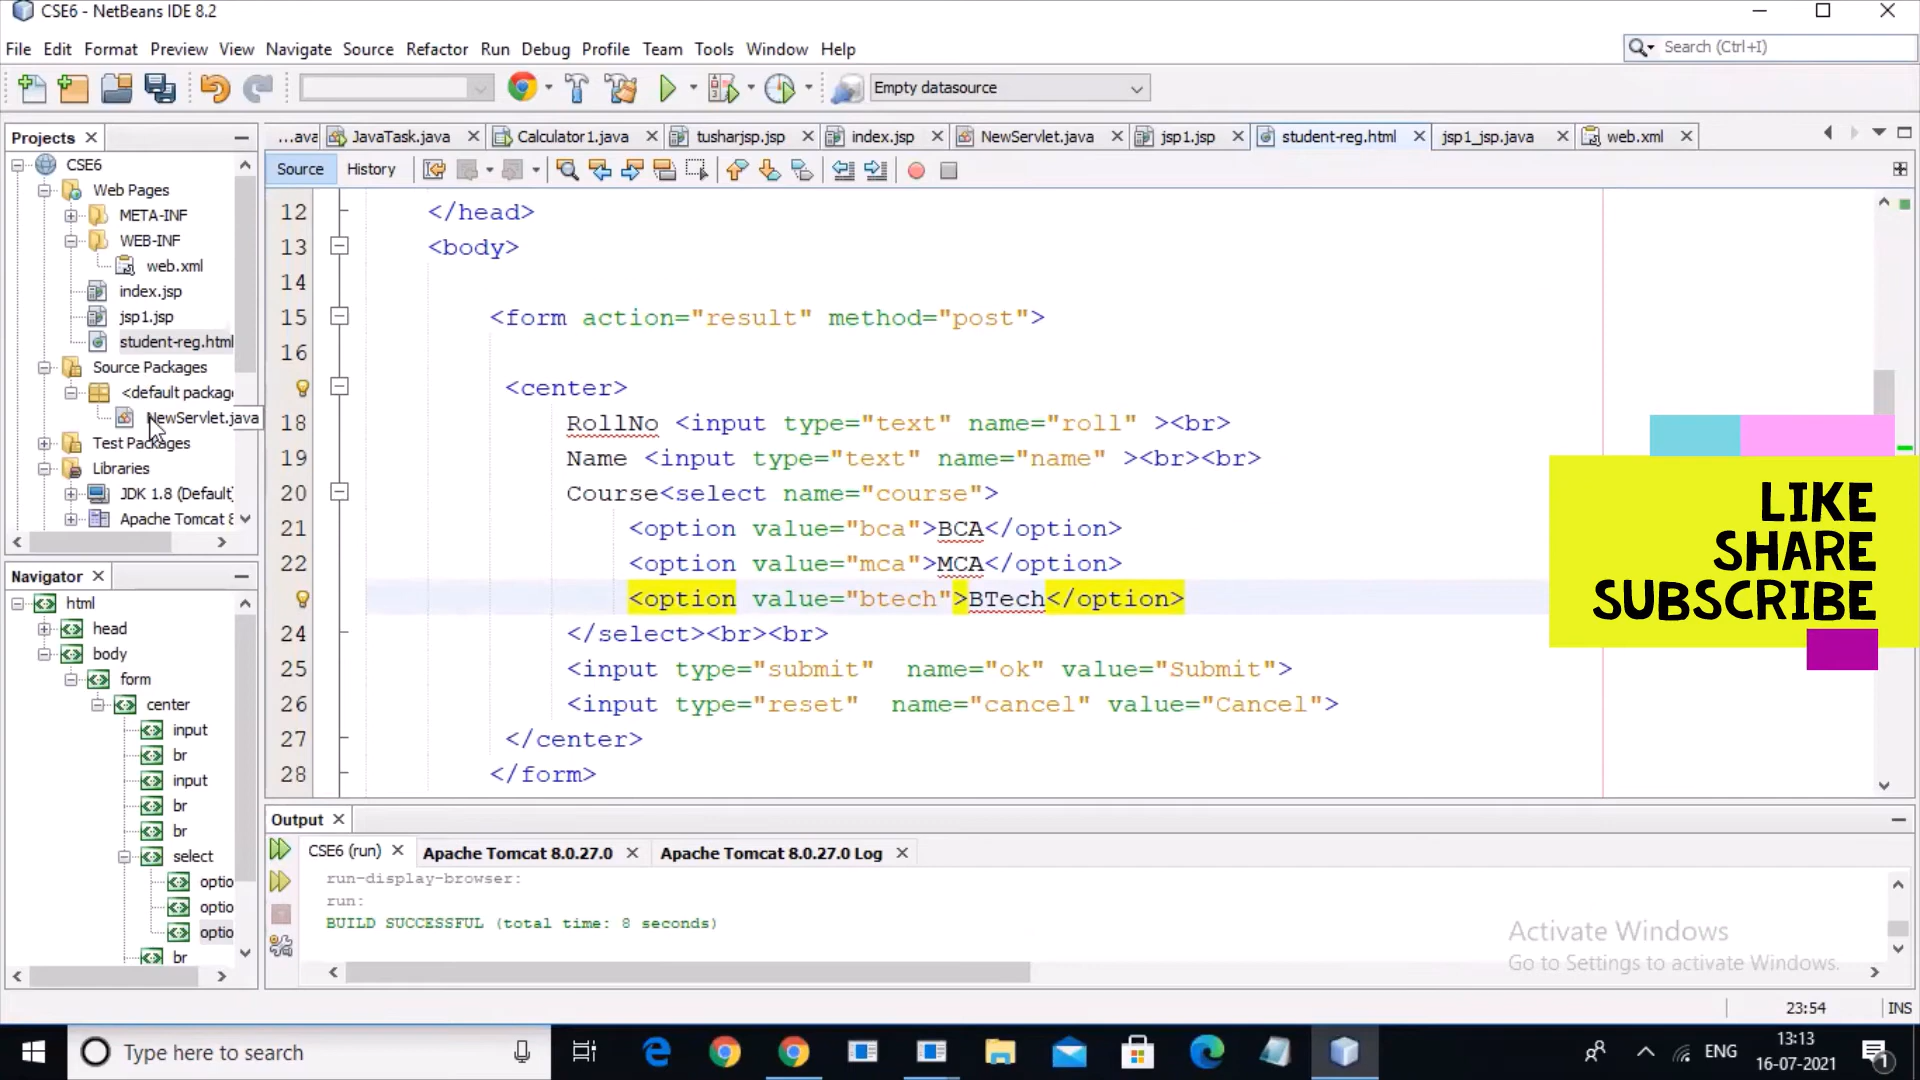 CSE6 - NetBeans IDE 8.2
File Edit Format Preview View Navigate Source Refactor Run Debug Profile Team Tools Window Help
Search (Ctrl+I)
Empty datasource
Projects
...ava JavaTask.java Calculator1.java tusharjsp.jsp index.jsp NewServlet.java jsp1.jsp student-reg.html jsp1_jsp.java web.xml
Source History
CSE6
Web Pages
META-INF
WEB-INF
web.xml
index.jsp
jsp1.jsp
student-reg.html
Source Packages
<default packag
NewServlet.java
Test Packages
Libraries
JDK 1.8 (Default)
Apache Tomcat 8
Navigator
html
head
body
form
center
input
br
input
br
br
select
optio
optio
optio
br
12 </head>
13 <body>
14
15 <form action="result" method="post">
16
<center>
18 RollNo <input type="text" name="roll" ><br>
19 Name <input type="text" name="name" ><br><br>
20 Course<select name="course">
21 <option value="bca">BCA</option>
22 <option value="mca">MCA</option>
<option value="btech">BTech</option>
24 </select><br><br>
25 <input type="submit" name="ok" value="Submit">
26 <input type="reset" name="cancel" value="Cancel">
27 </center>
28 </form>
LIKE
SHARE
SUBSCRIBE
Output
CSE6 (run) Apache Tomcat 8.0.27.0 Apache Tomcat 8.0.27.0 Log
run-display-browser:
run:
BUILD SUCCESSFUL (total time: 8 seconds)
Activate Windows
Go to Settings to activate Windows.
23:54 INS
Type here to search
ENG
13:13
16-07-2021
1